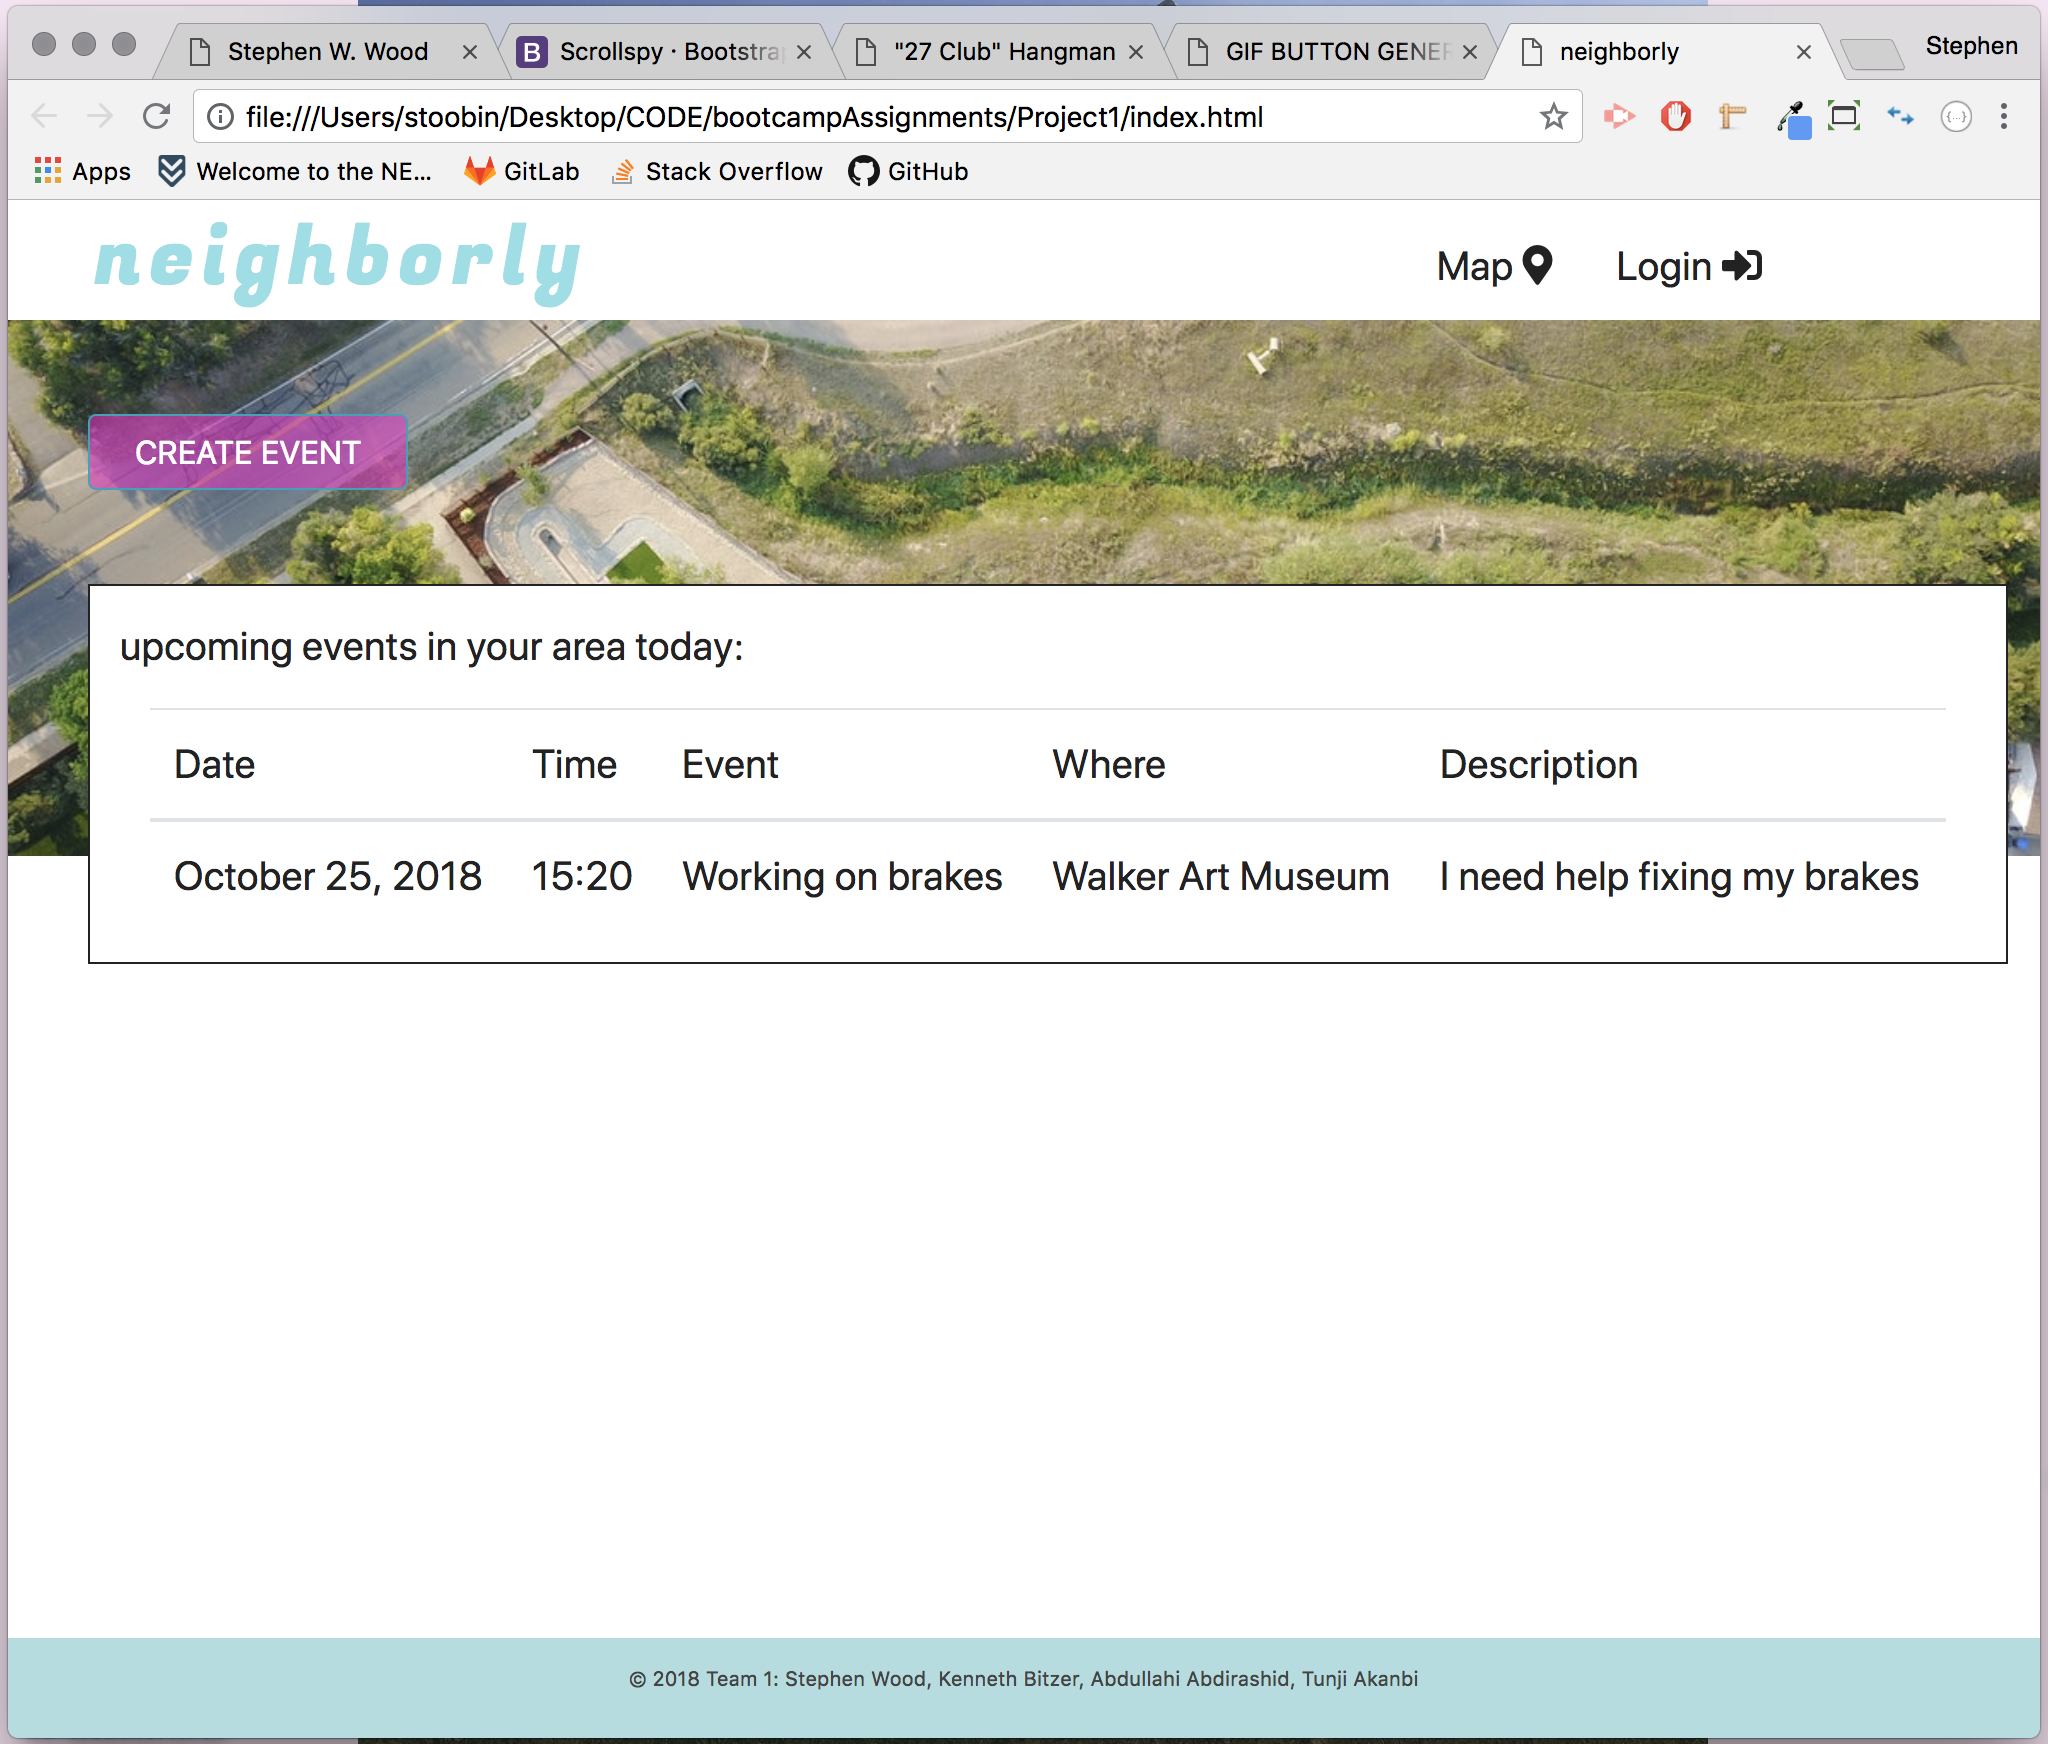 Stephen W. Wood
Scrollspy · Bootstrap
"27 Club" Hangman
GIF BUTTON GENER
neighborly
Stephen
file:///Users/stoobin/Desktop/CODE/bootcampAssignments/Project1/index.html
Apps
Welcome to the NE...
GitLab
Stack Overflow
GitHub
neighborly
Map
Login
CREATE EVENT
upcoming events in your area today:
Date Time Event Where Description
October 25, 2018 15:20 Working on brakes Walker Art Museum I need help fixing my brakes
© 2018 Team 1: Stephen Wood, Kenneth Bitzer, Abdullahi Abdirashid, Tunji Akanbi